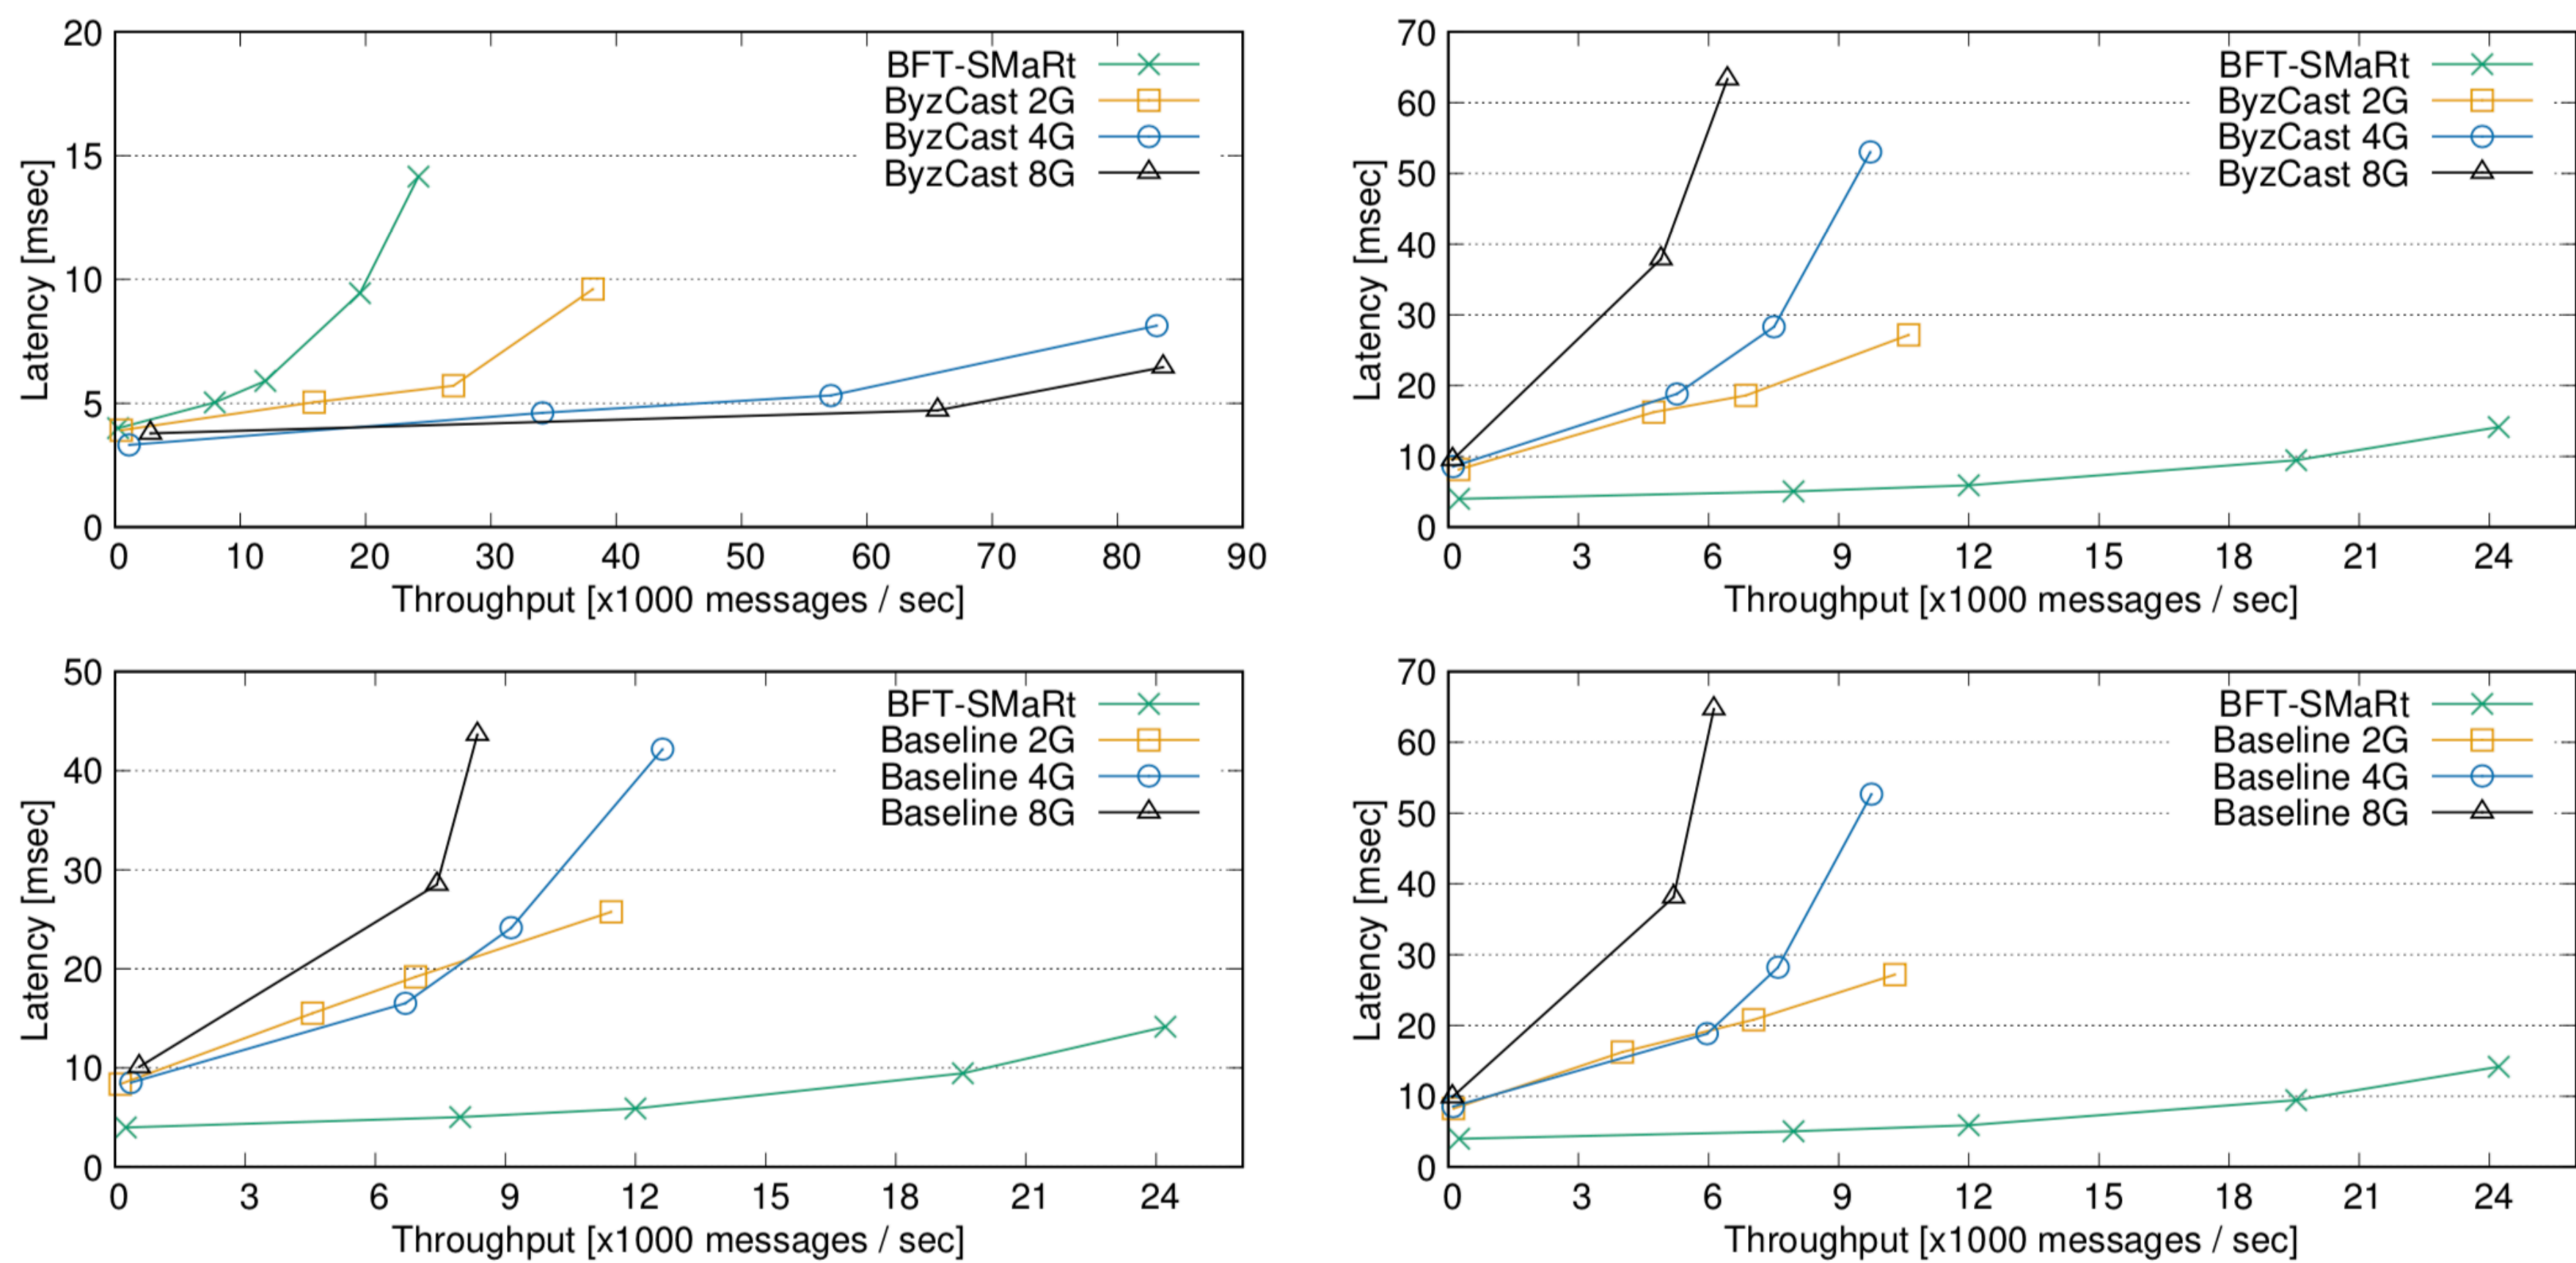 20
15
10
5
0
Latency [msec]
BFT-SMaRt
ByzCast 2G
ByzCast 4G
ByzCast 8G
0 10 20 30 40 50 60 70 80 90
Throughput [x1000 messages / sec]
70
60
50
40
30
20
10
0
Latency [msec]
BFT-SMaRt
ByzCast 2G
ByzCast 4G
ByzCast 8G
0 3 6 9 12 15 18 21 24
Throughput [x1000 messages / sec]
50
40
30
20
10
0
Latency [msec]
BFT-SMaRt
Baseline 2G
Baseline 4G
Baseline 8G
0 3 6 9 12 15 18 21 24
Throughput [x1000 messages / sec]
70
60
50
40
30
20
10
0
Latency [msec]
BFT-SMaRt
Baseline 2G
Baseline 4G
Baseline 8G
0 3 6 9 12 15 18 21 24
Throughput [x1000 messages / sec]